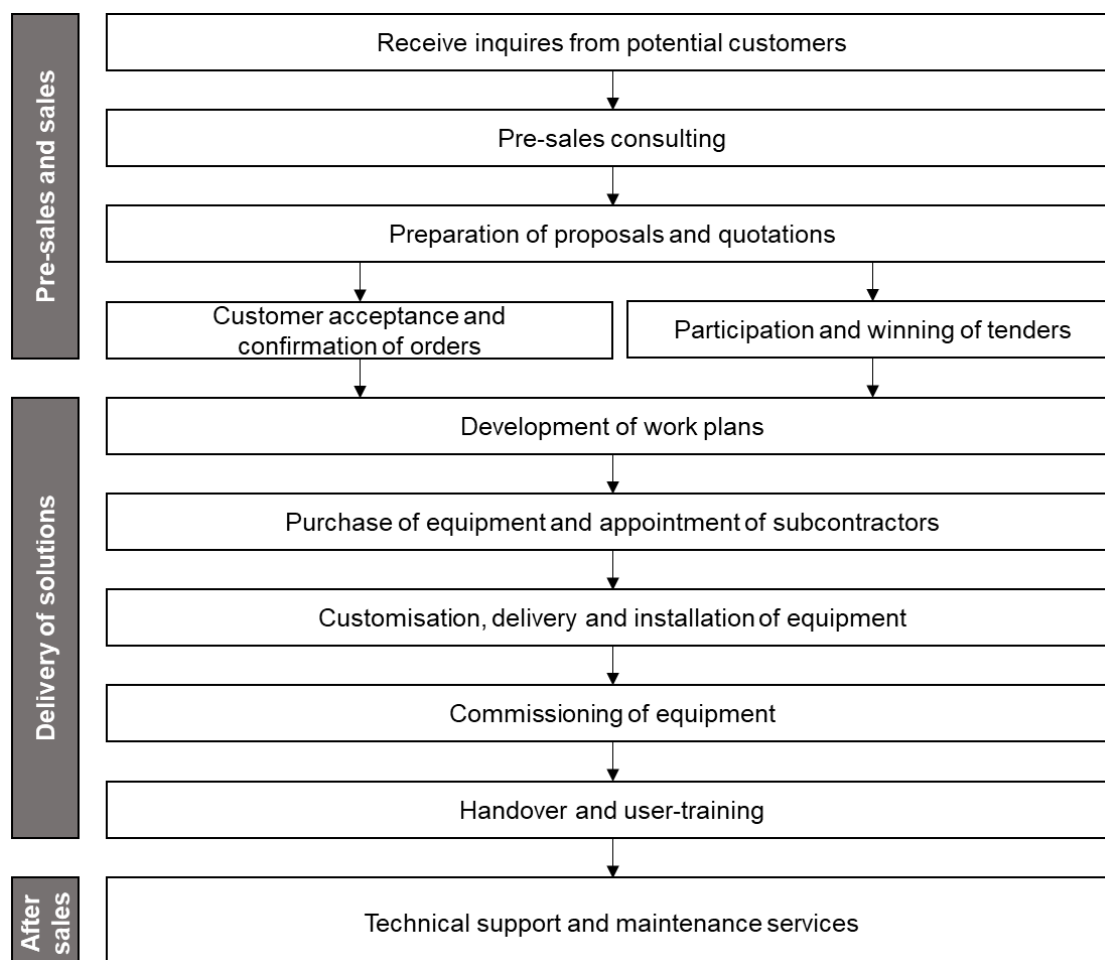 Pre-sales and sales
Receive inquires from potential customers
Pre-sales consulting
Preparation of proposals and quotations
Customer acceptance and
confirmation of orders
Participation and winning of tenders
Delivery of solutions
Development of work plans
Purchase of equipment and appointment of subcontractors
Customisation, delivery and installation of equipment
Commissioning of equipment
Handover and user-training
After
sales
Technical support and maintenance services